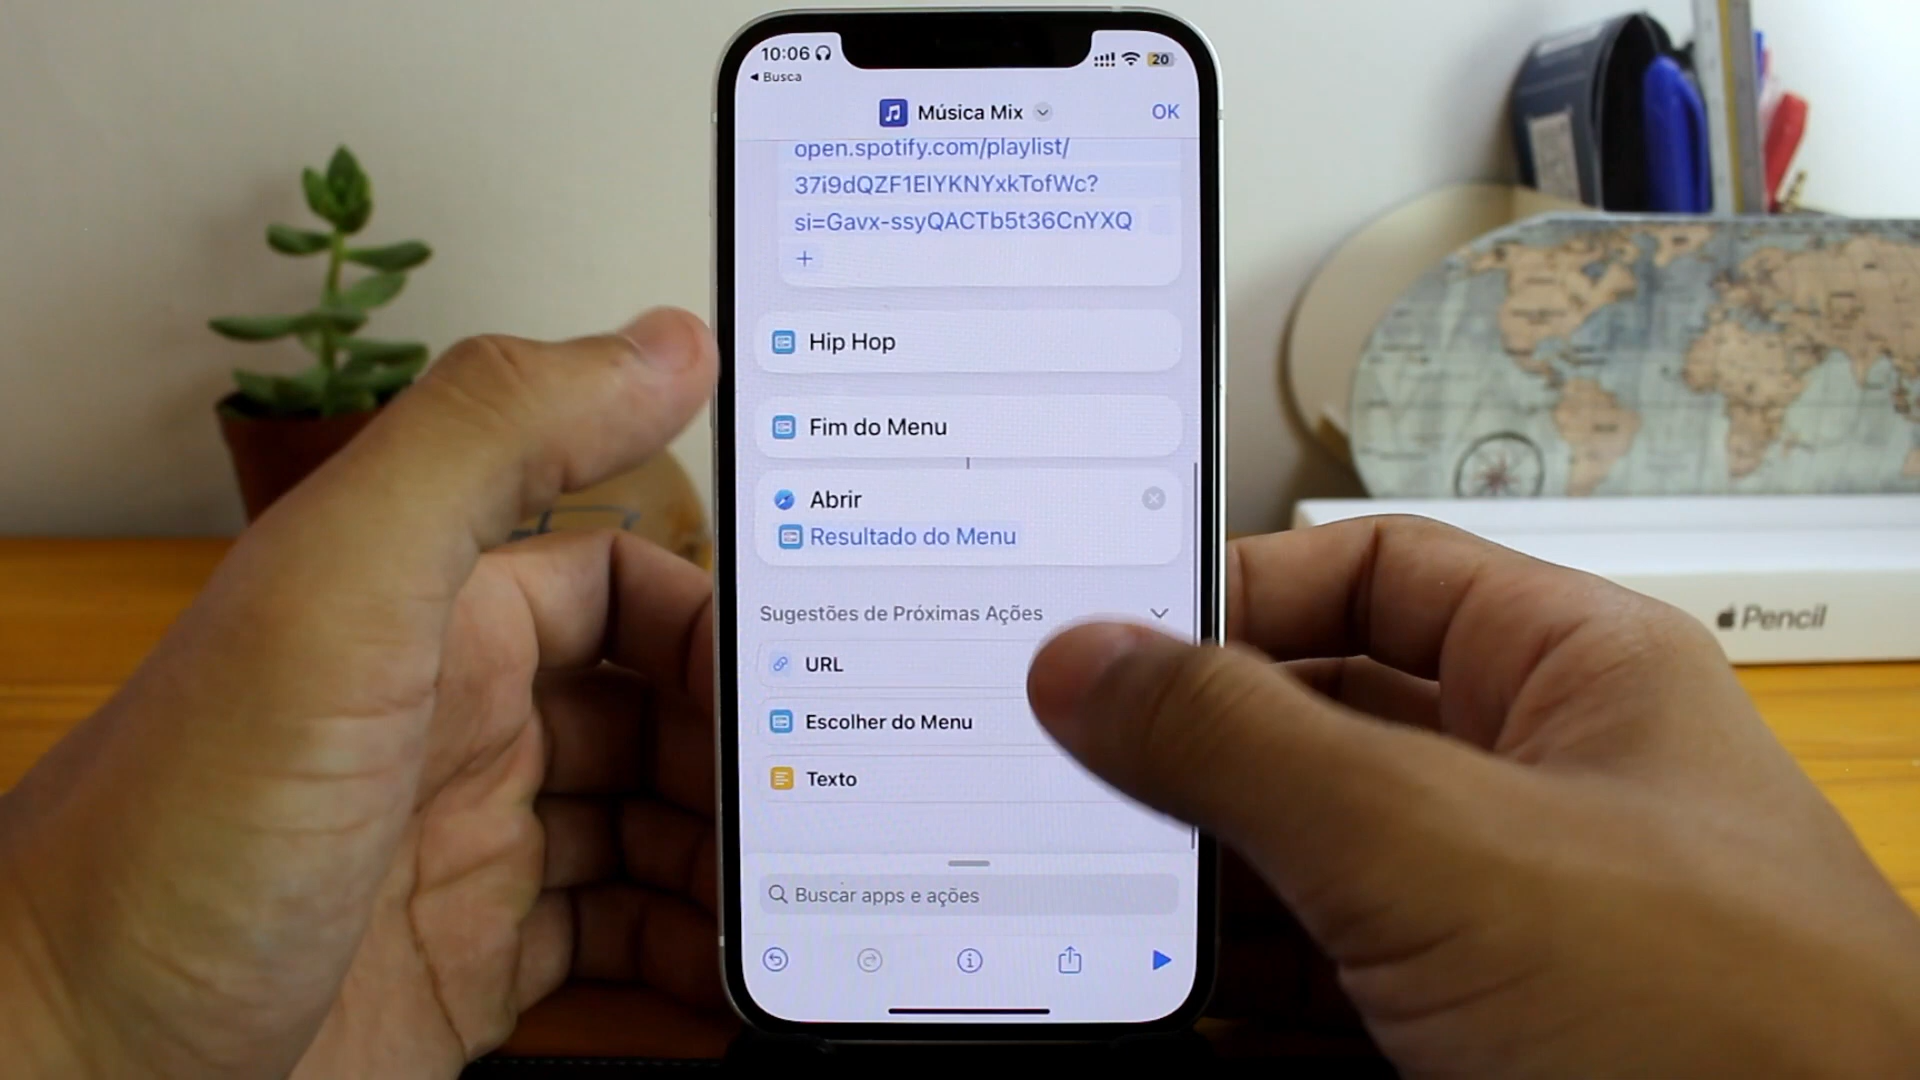 10:06
20
◀ Busca
Música Mix
OK
open.spotify.com/playlist/
37i9dQZF1EIYKNYxkTofWc?
si=Gavx-ssyQACTb5t36CnYXQ
+
Hip Hop
Fim do Menu
Abrir
Resultado do Menu
Sugestões de Próximas Ações
URL
Escolher do Menu
Texto
Buscar apps e ações
Pencil